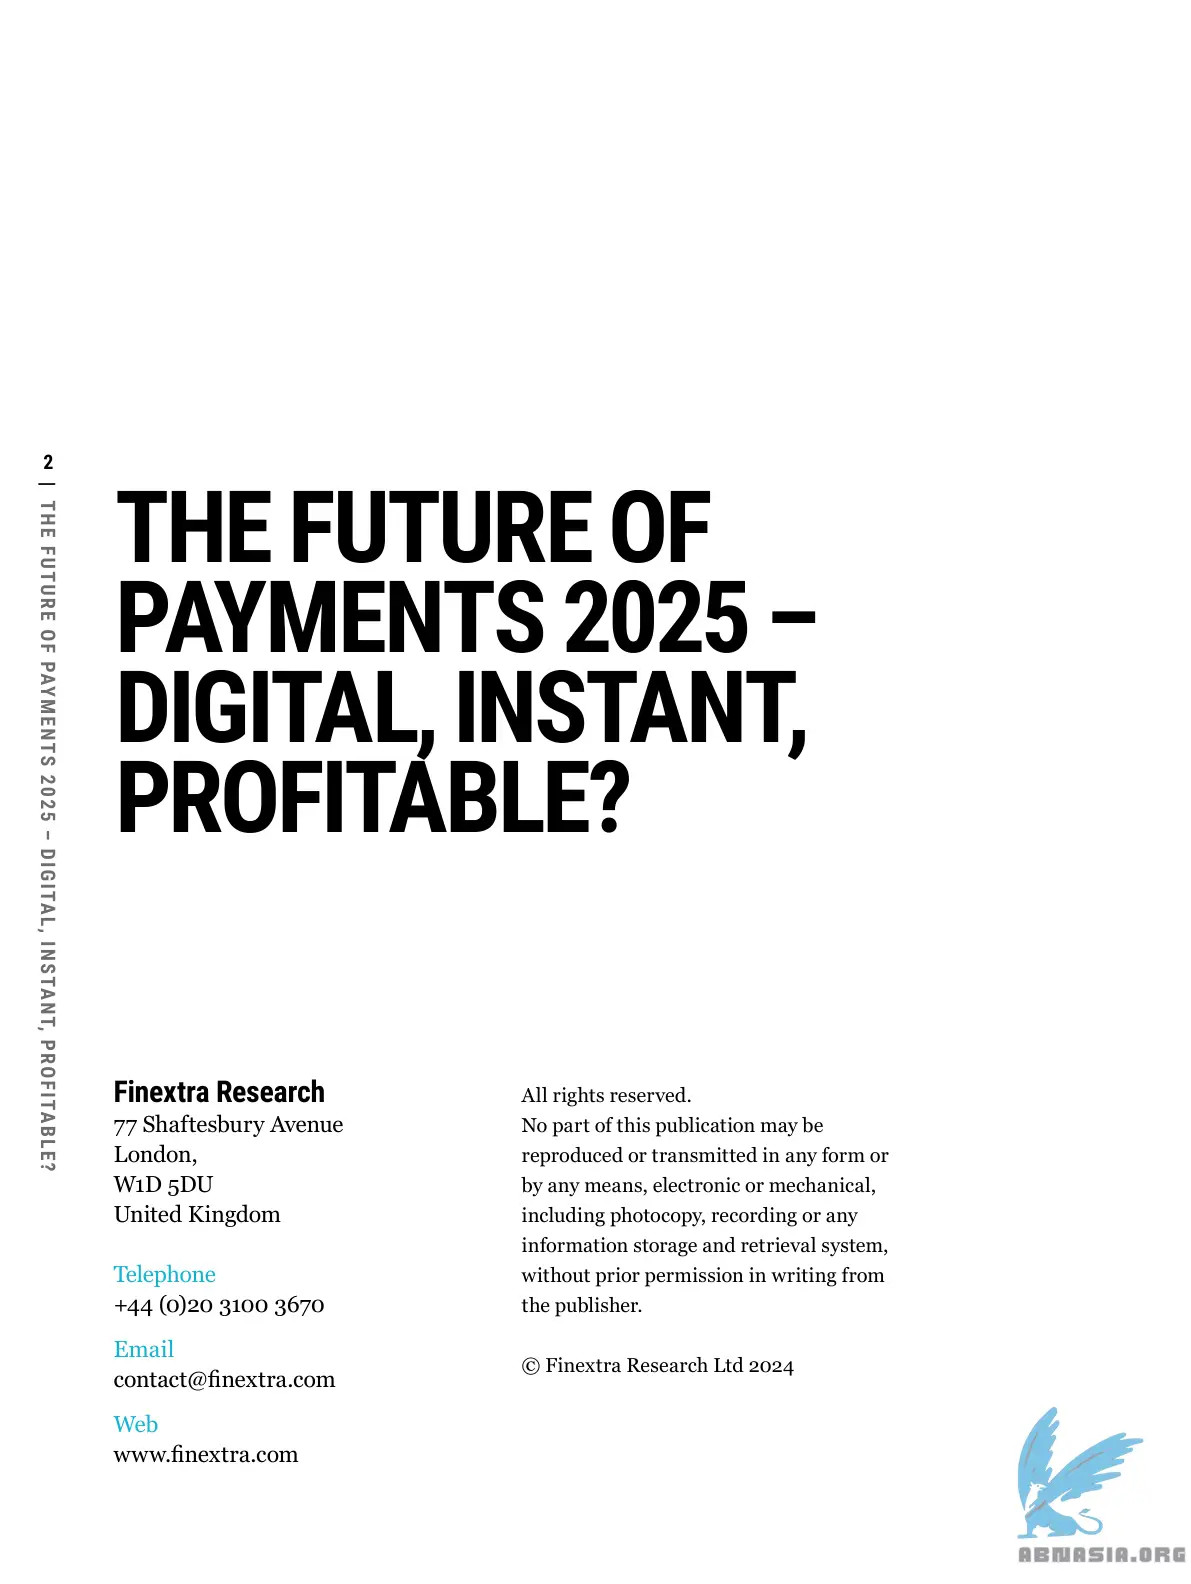 2
THE FUTURE OF PAYMENTS 2025 – DIGITAL, INSTANT, PROFITABLE?
THE FUTURE OF
PAYMENTS 2025 –
DIGITAL, INSTANT,
PROFITABLE?
Finextra Research
77 Shaftesbury Avenue
London,
W1D 5DU
United Kingdom
Telephone
+44 (0)20 3100 3670
Email
contact@finextra.com
Web
www.finextra.com
All rights reserved.
No part of this publication may be
reproduced or transmitted in any form or
by any means, electronic or mechanical,
including photocopy, recording or any
information storage and retrieval system,
without prior permission in writing from
the publisher.
© Finextra Research Ltd 2024
ABNASIA.ORG